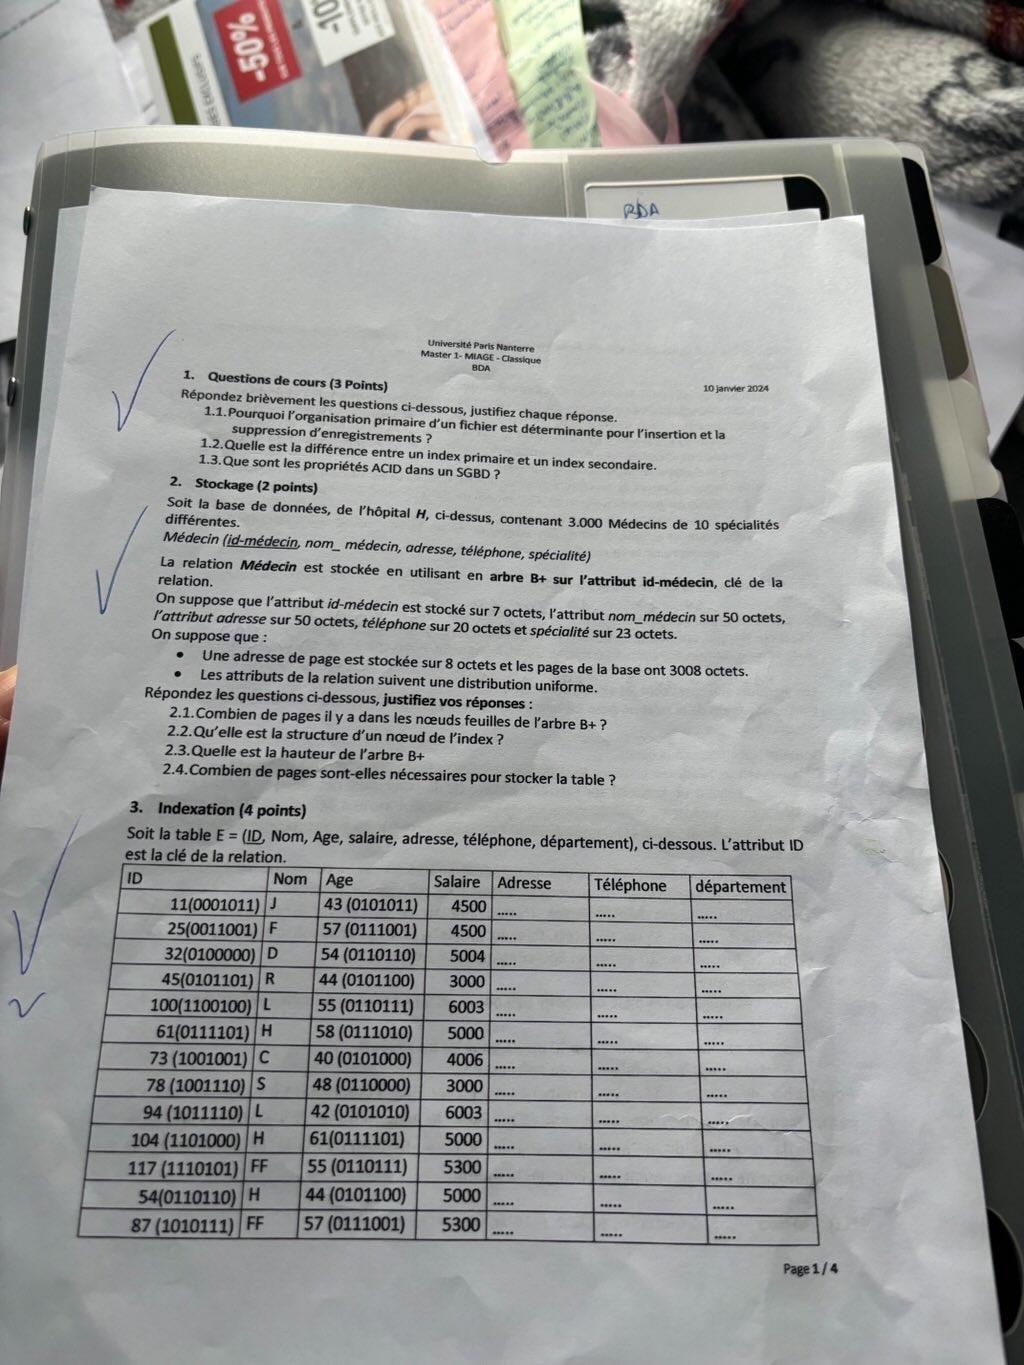 -50%
-10
BDA
Université Paris Nanterre
Master 1- MIAGE - Classique
BDA
10 janvier 2024
1. Questions de cours (3 Points)
Répondez brièvement les questions ci-dessous, justifiez chaque réponse.
1.1.Pourquoi l'organisation primaire d'un fichier est déterminante pour l'insertion et la
suppression d'enregistrements ?
1.2.Quelle est la différence entre un index primaire et un index secondaire.
1.3.Que sont les propriétés ACID dans un SGBD ?
2. Stockage (2 points)
Soit la base de données, de l'hôpital H, ci-dessus, contenant 3.000 Médecins de 10 spécialités
différentes.
Médecin (id-médecin, nom_ médecin, adresse, téléphone, spécialité)
La relation Médecin est stockée en utilisant en arbre B+ sur l'attribut id-médecin, clé de la
relation.
On suppose que l'attribut id-médecin est stocké sur 7 octets, l'attribut nom_médecin sur 50 octets,
l'attribut adresse sur 50 octets, téléphone sur 20 octets et spécialité sur 23 octets.
On suppose que :
• Une adresse de page est stockée sur 8 octets et les pages de la base ont 3008 octets.
• Les attributs de la relation suivent une distribution uniforme.
Répondez les questions ci-dessous, justifiez vos réponses :
2.1.Combien de pages il y a dans les nœuds feuilles de l'arbre B+ ?
2.2.Qu'elle est la structure d'un nœud de l'index ?
2.3.Quelle est la hauteur de l'arbre B+
2.4.Combien de pages sont-elles nécessaires pour stocker la table ?
3. Indexation (4 points)
Soit la table E = (ID, Nom, Age, salaire, adresse, téléphone, département), ci-dessous. L'attribut ID
est la clé de la relation.
ID Nom Age Salaire Adresse Téléphone département
11(0001011) J 43 (0101011) 4500 ..... ..... .....
25(0011001) F 57 (0111001) 4500 ..... ..... .....
32(0100000) D 54 (0110110) 5004 ..... ..... .....
45(0101101) R 44 (0101100) 3000 ..... ..... .....
100(1100100) L 55 (0110111) 6003 ..... ..... .....
61(0111101) H 58 (0111010) 5000 ..... ..... .....
73 (1001001) C 40 (0101000) 4006 ..... ..... .....
78 (1001110) S 48 (0110000) 3000 ..... ..... .....
94 (1011110) L 42 (0101010) 6003 ..... ..... .....
104 (1101000) H 61(0111101) 5000 ..... ..... .....
117 (1110101) FF 55 (0110111) 5300 ..... ..... .....
54(0110110) H 44 (0101100) 5000 ..... ..... .....
87 (1010111) FF 57 (0111001) 5300 ..... ..... .....
Page 1 / 4